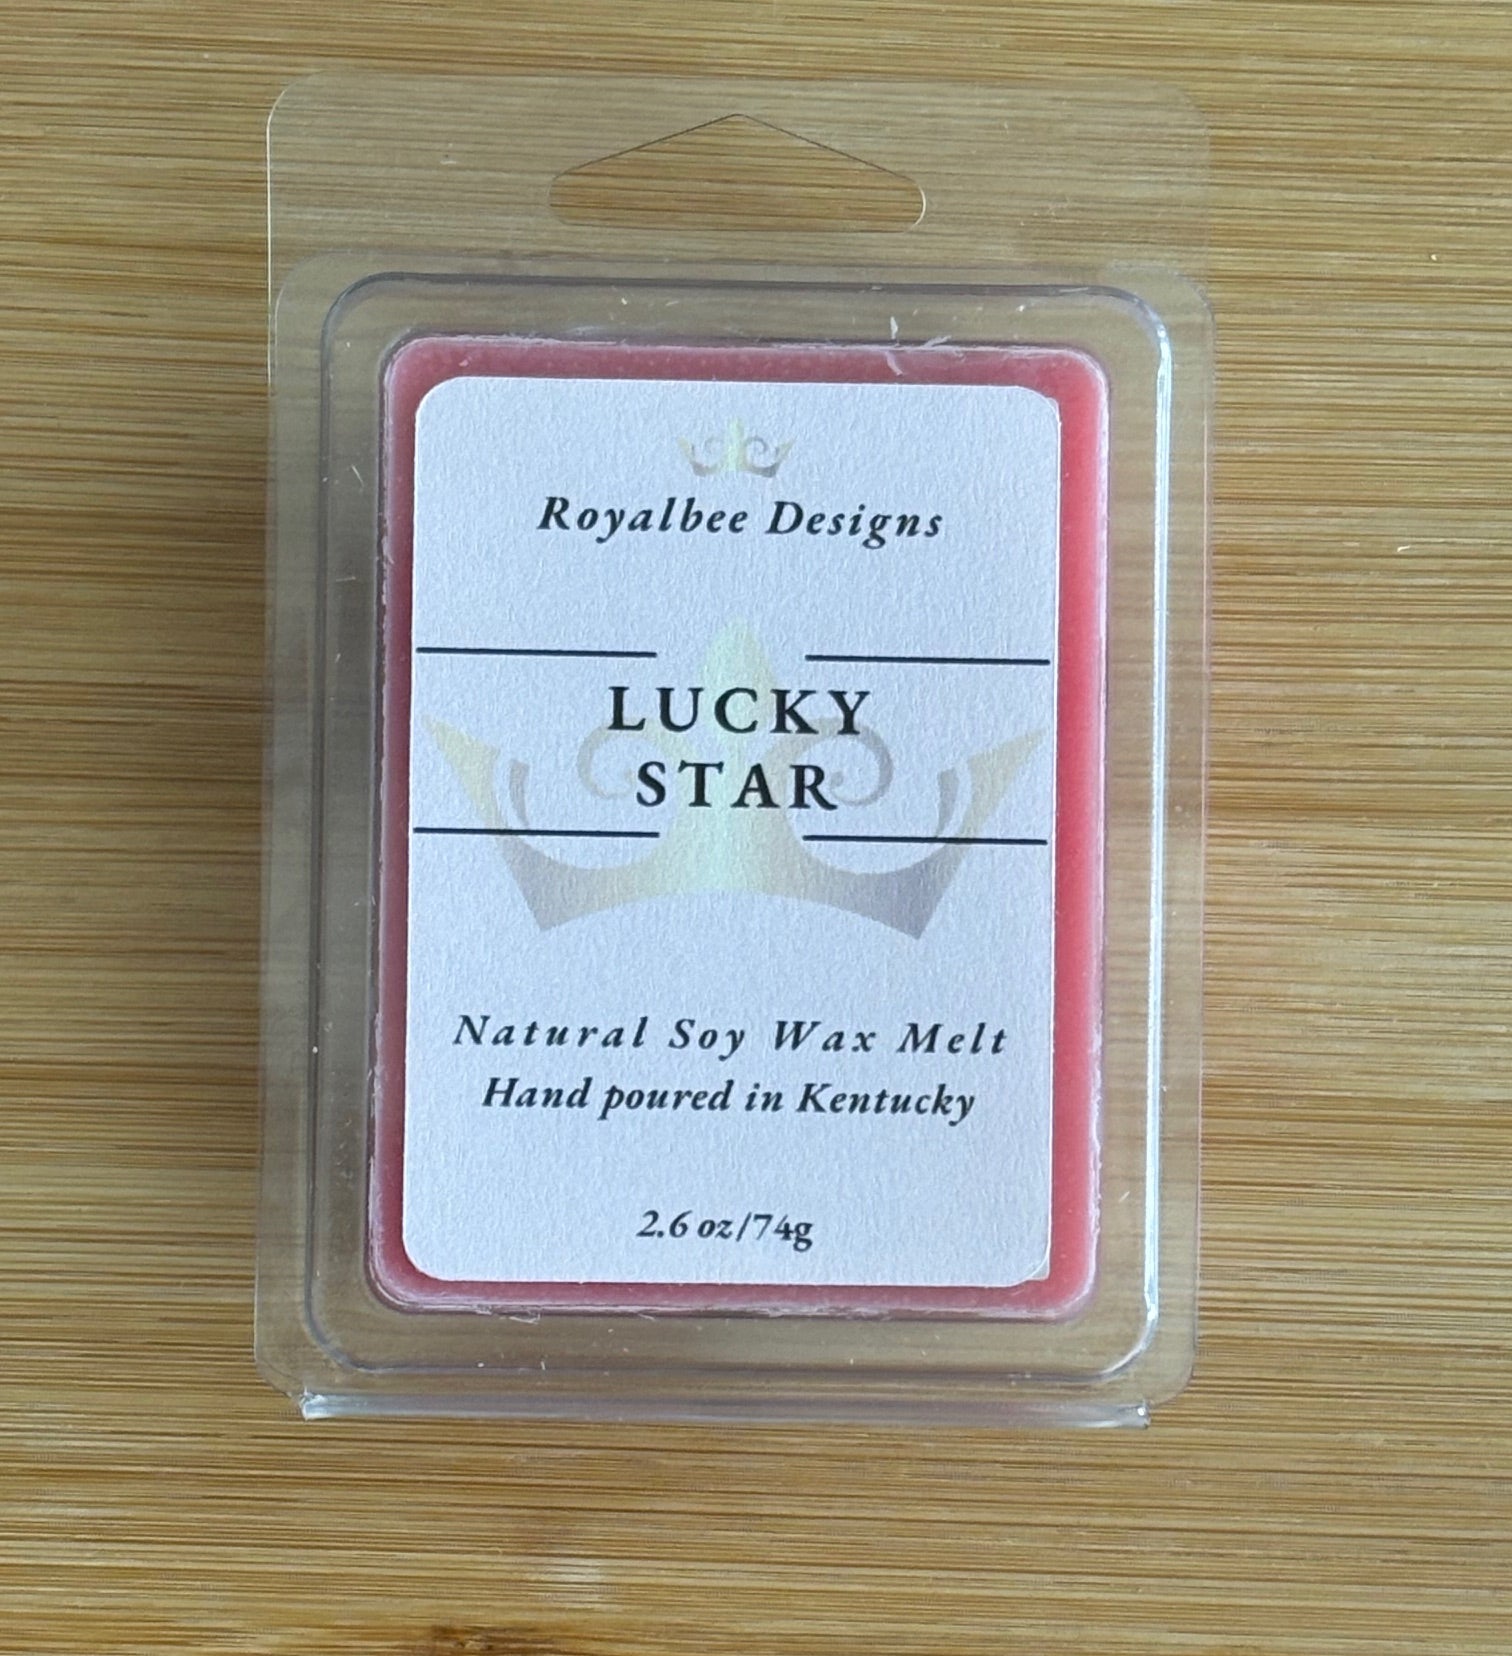 Royalbee Designs
LUCKY
STAR
Natural Soy Wax Melt
Hand poured in Kentucky
2.6 oz/74g